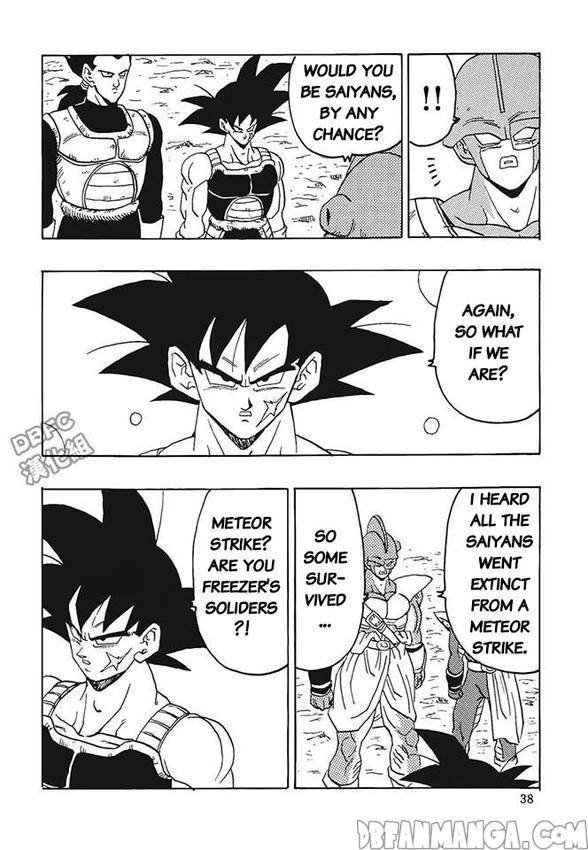 !!
WOULD YOU
BE SAIYANS,
BY ANY
CHANCE?
AGAIN,
SO WHAT
IF WE
ARE?
I HEARD
ALL THE
SAIYANS
WENT
EXTINCT
FROM A
METEOR
STRIKE.
SO
SOME
SUR-
VIVED
...
METEOR
STRIKE?
ARE YOU
FREEZER'S
SOLIDERS
?!
DBFC
漢化組
38
DBFANMANGA.COM